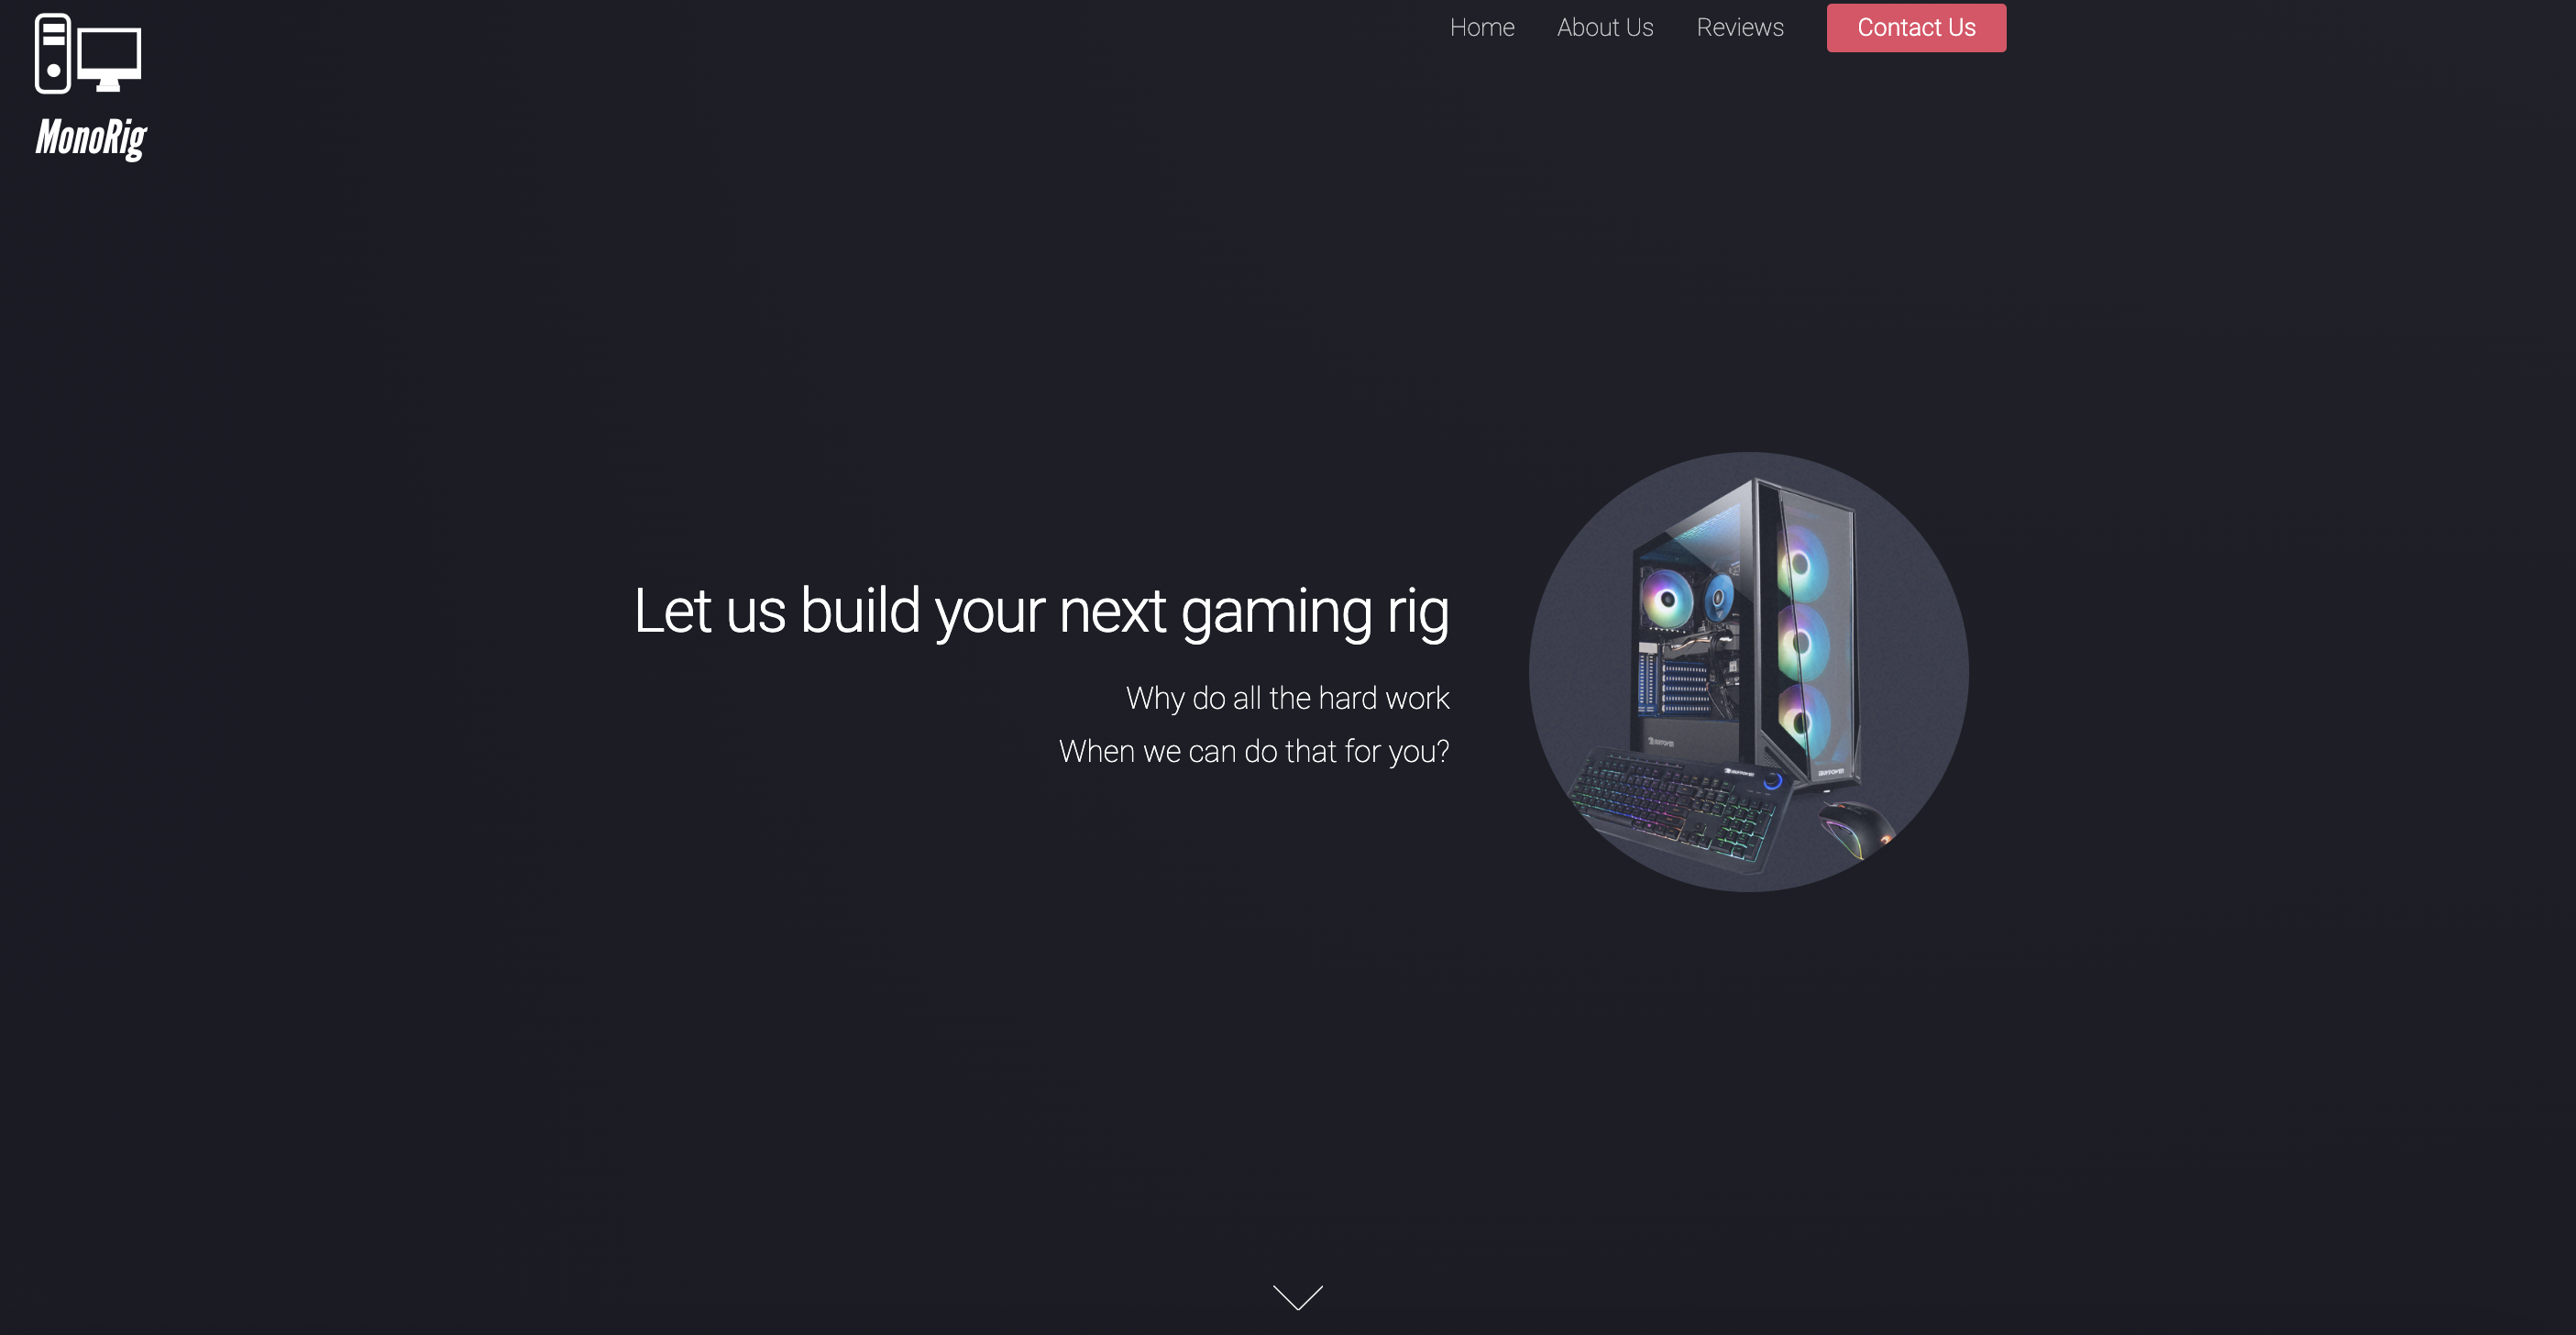 MonoRig
Home
About Us
Reviews
Contact Us
Let us build your next gaming rig
Why do all the hard work
When we can do that for you?